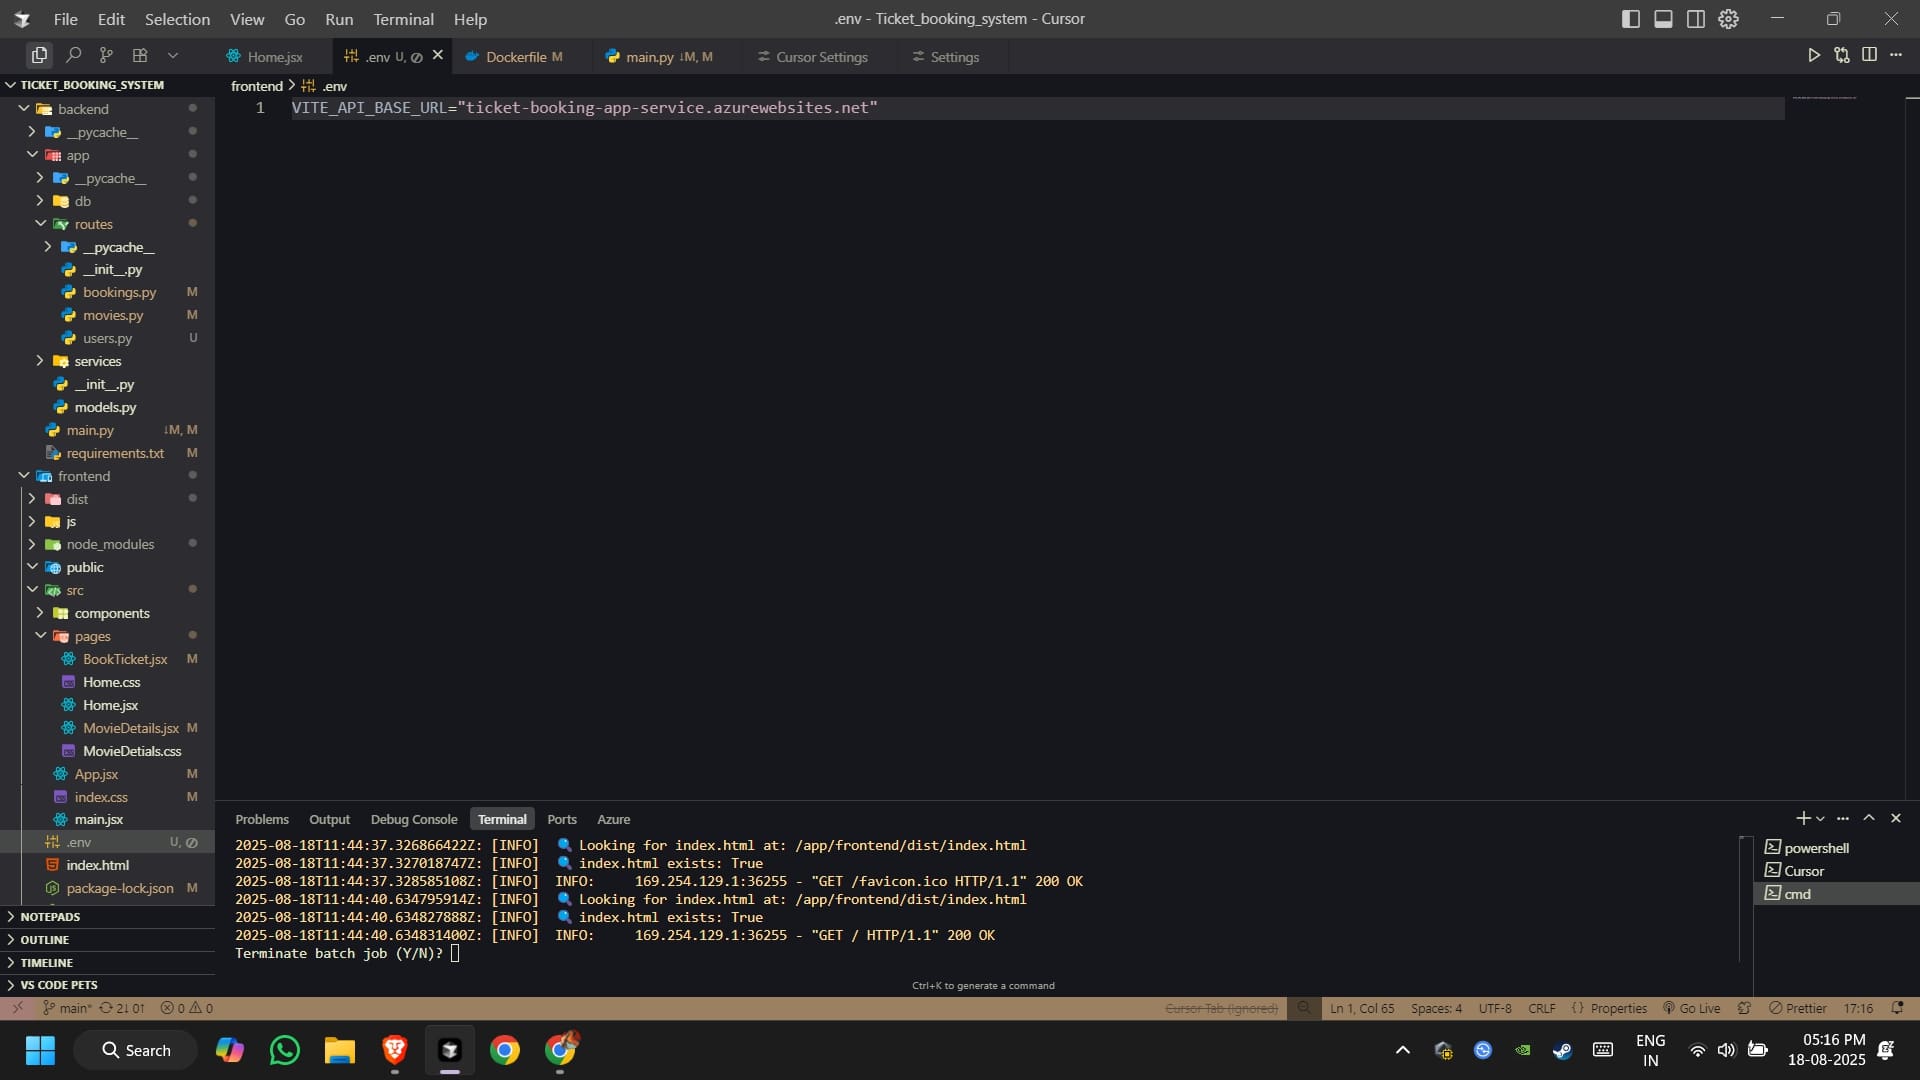 File Edit Selection View Go Run Terminal Help
.env - Ticket_booking_system - Cursor
Home.jsx
.env U,
Dockerfile M
main.py ↓M, M
Cursor Settings
Settings
TICKET_BOOKING_SYSTEM
backend
__pycache__
app
__pycache__
db
routes
__pycache__
__init__.py
bookings.py M
movies.py M
users.py U
services
__init__.py
models.py
main.py ↓M, M
requirements.txt M
frontend
dist
js
node_modules
public
src
components
pages
BookTicket.jsx M
Home.css
Home.jsx
MovieDetails.jsx M
MovieDetials.css
App.jsx M
index.css M
main.jsx
.env U,
index.html
package-lock.json M
NOTEPADS
OUTLINE
TIMELINE
VS CODE PETS
frontend > .env
1 VITE_API_BASE_URL="ticket-booking-app-service.azurewebsites.net"
Problems Output Debug Console Terminal Ports Azure
2025-08-18T11:44:37.326866422Z: [INFO] 🔍 Looking for index.html at: /app/frontend/dist/index.html
2025-08-18T11:44:37.327018747Z: [INFO] 🔍 index.html exists: True
2025-08-18T11:44:37.328585108Z: [INFO] INFO: 169.254.129.1:36255 - "GET /favicon.ico HTTP/1.1" 200 OK
2025-08-18T11:44:40.634795914Z: [INFO] 🔍 Looking for index.html at: /app/frontend/dist/index.html
2025-08-18T11:44:40.634827888Z: [INFO] 🔍 index.html exists: True
2025-08-18T11:44:40.634831400Z: [INFO] INFO: 169.254.129.1:36255 - "GET / HTTP/1.1" 200 OK
Terminate batch job (Y/N)?
Ctrl+K to generate a command
powershell
Cursor
cmd
main* 2↓ 0↑ 0 0
Cursor Tab (Ignored)
Ln 1, Col 65 Spaces: 4 UTF-8 CRLF {} Properties Go Live Prettier 17:16
Search
ENG
IN
05:16 PM
18-08-2025